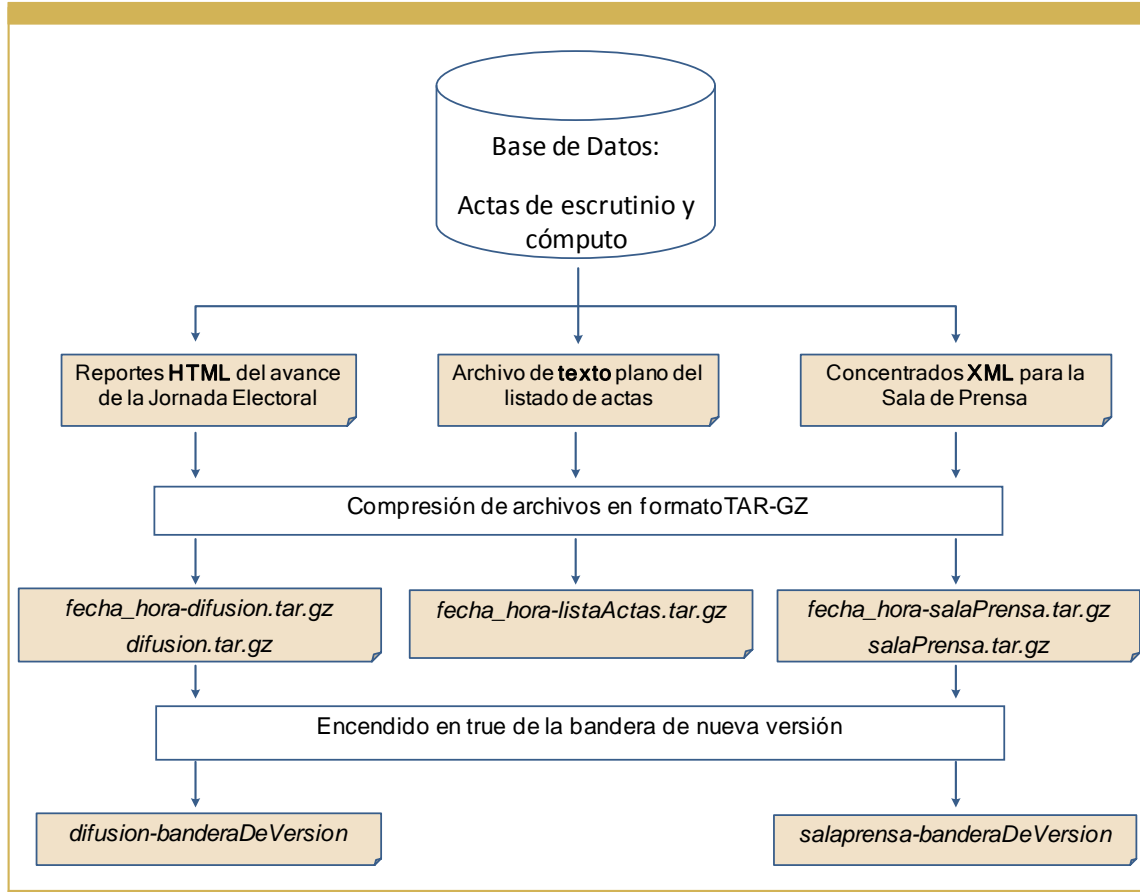 Base de Datos:
Actas de escrutinio y
cómputo
Reportes HTML del avance
de la Jornada Electoral
Archivo de texto plano del
listado de actas
Concentrados XML para la
Sala de Prensa
Compresión de archivos en formatoTAR-GZ
fecha_hora-difusion.tar.gz
difusion.tar.gz
fecha_hora-listaActas.tar.gz
fecha_hora-salaPrensa.tar.gz
salaPrensa.tar.gz
Encendido en true de la bandera de nueva versión
difusion-banderaDeVersion
salaprensa-banderaDeVersion